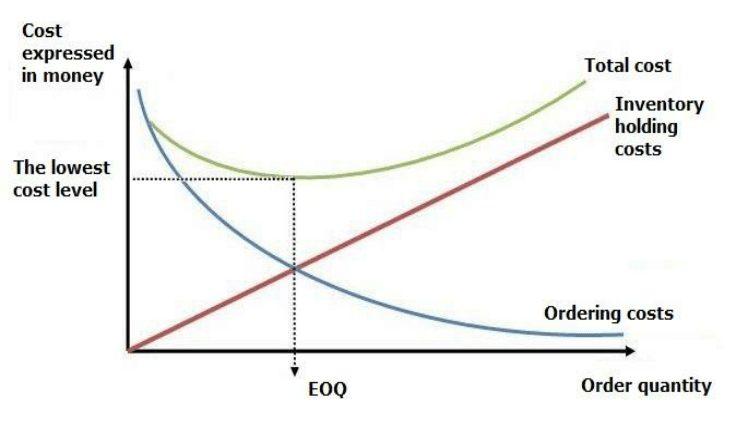 Cost
expressed
in money
Total cost
Inventory
holding
costs
The lowest
cost level
Ordering costs
EOQ
Order quantity